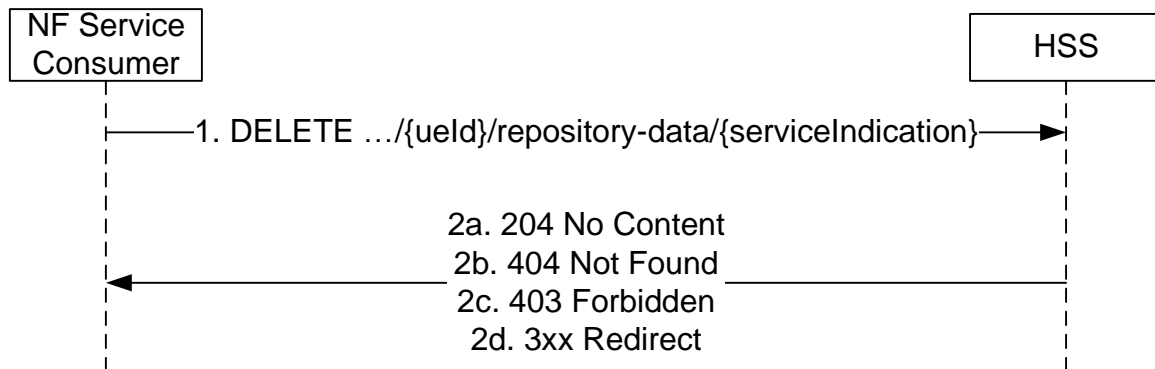 NF Service
Consumer
HSS
1. DELETE …/{ueId}/repository-data/{serviceIndication}
2a. 204 No Content
2b. 404 Not Found
2c. 403 Forbidden
2d. 3xx Redirect